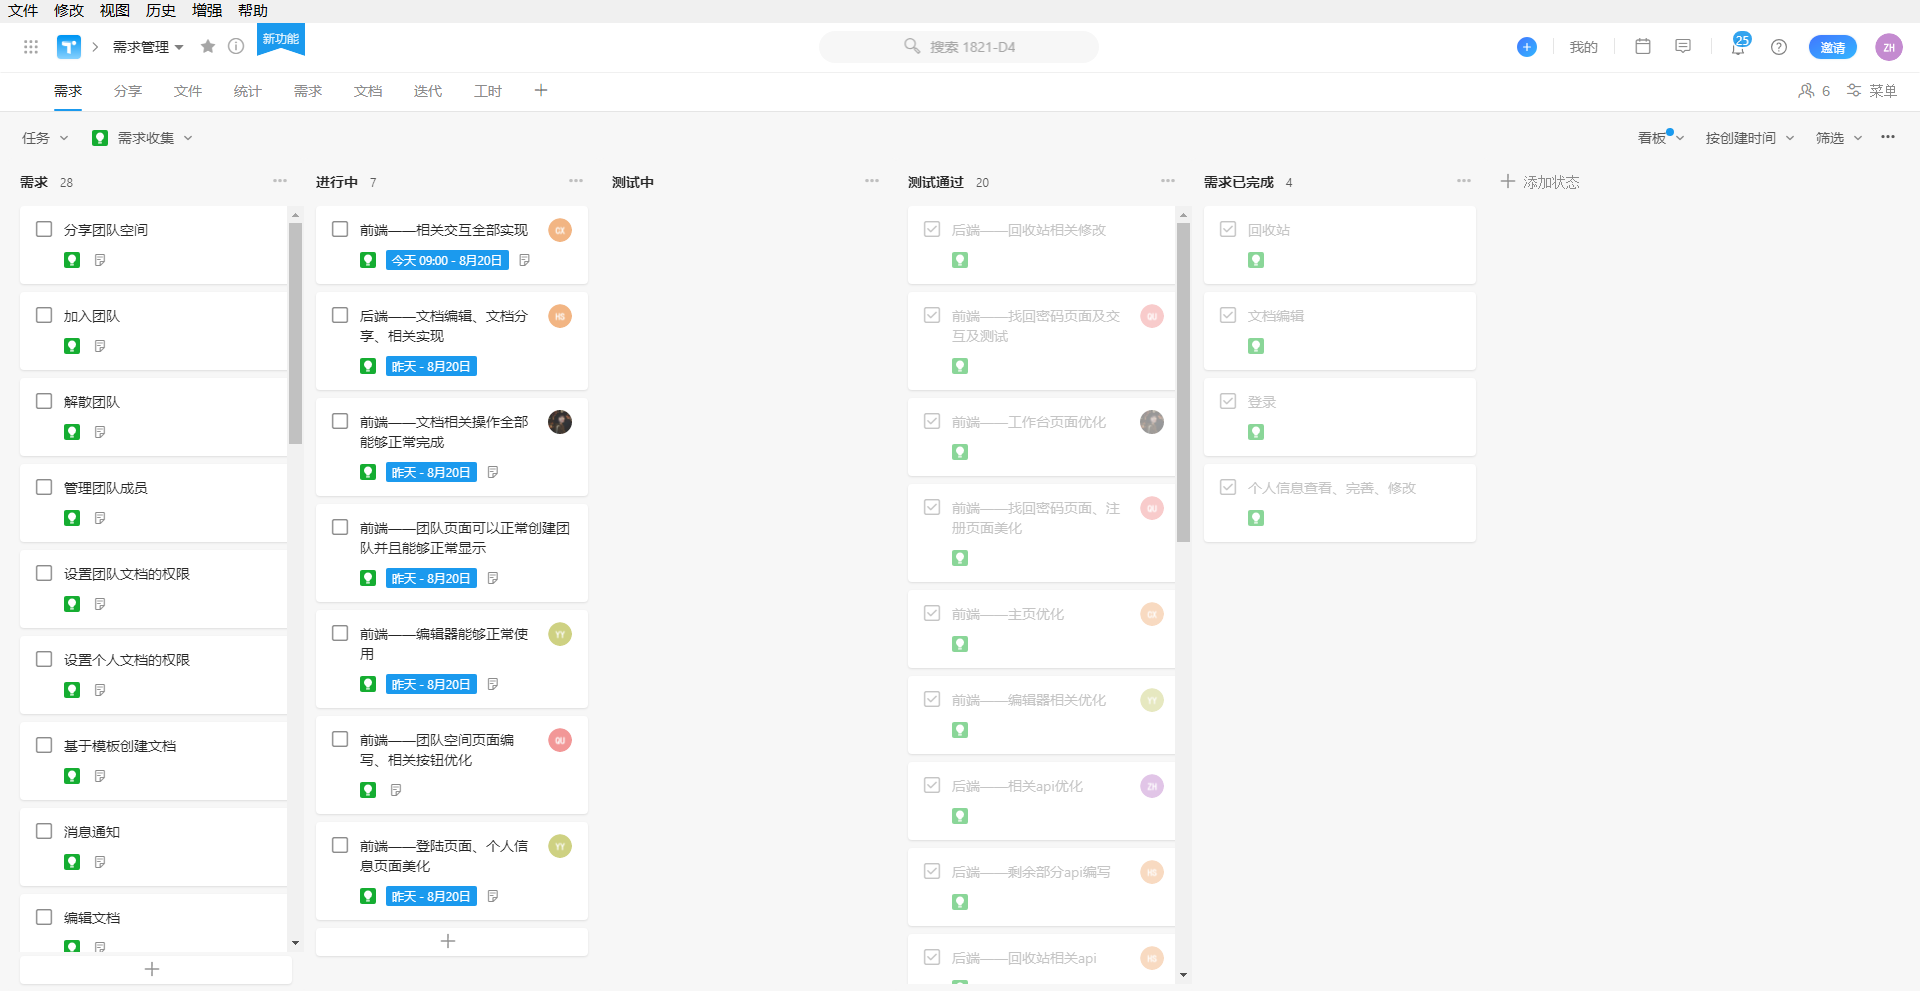 文件 修改 视图 历史 增强 帮助
需求管理 新功能 搜索 1821-D4 我的 25 邀请 ZH
需求 分享 文件 统计 需求 文档 迭代 工时 6 菜单
任务 需求收集 看板 按创建时间 筛选
需求 28
分享团队空间
加入团队
解散团队
管理团队成员
设置团队文档的权限
设置个人文档的权限
基于模板创建文档
消息通知
编辑文档
进行中 7
前端——相关交互全部实现 CX
今天 09:00 - 8月20日
后端——文档编辑、文档分 HS
享、相关实现
昨天 - 8月20日
前端——文档相关操作全部
能够正常完成
昨天 - 8月20日
前端——团队页面可以正常创建团
队并且能够正常显示
昨天 - 8月20日
前端——编辑器能够正常使 YY
用
昨天 - 8月20日
前端——团队空间页面编 QU
写、相关按钮优化
前端——登陆页面、个人信 YY
息页面美化
昨天 - 8月20日
测试中
测试通过 20
后端——回收站相关修改
前端——找回密码页面及交 QU
互及测试
前端——工作台页面优化
前端——找回密码页面、注 QU
册页面美化
前端——主页优化 CX
前端——编辑器相关优化 YY
后端——相关api优化 ZH
后端——剩余部分api编写 HS
后端——回收站相关api HS
需求已完成 4
回收站
文档编辑
登录
个人信息查看、完善、修改
添加状态